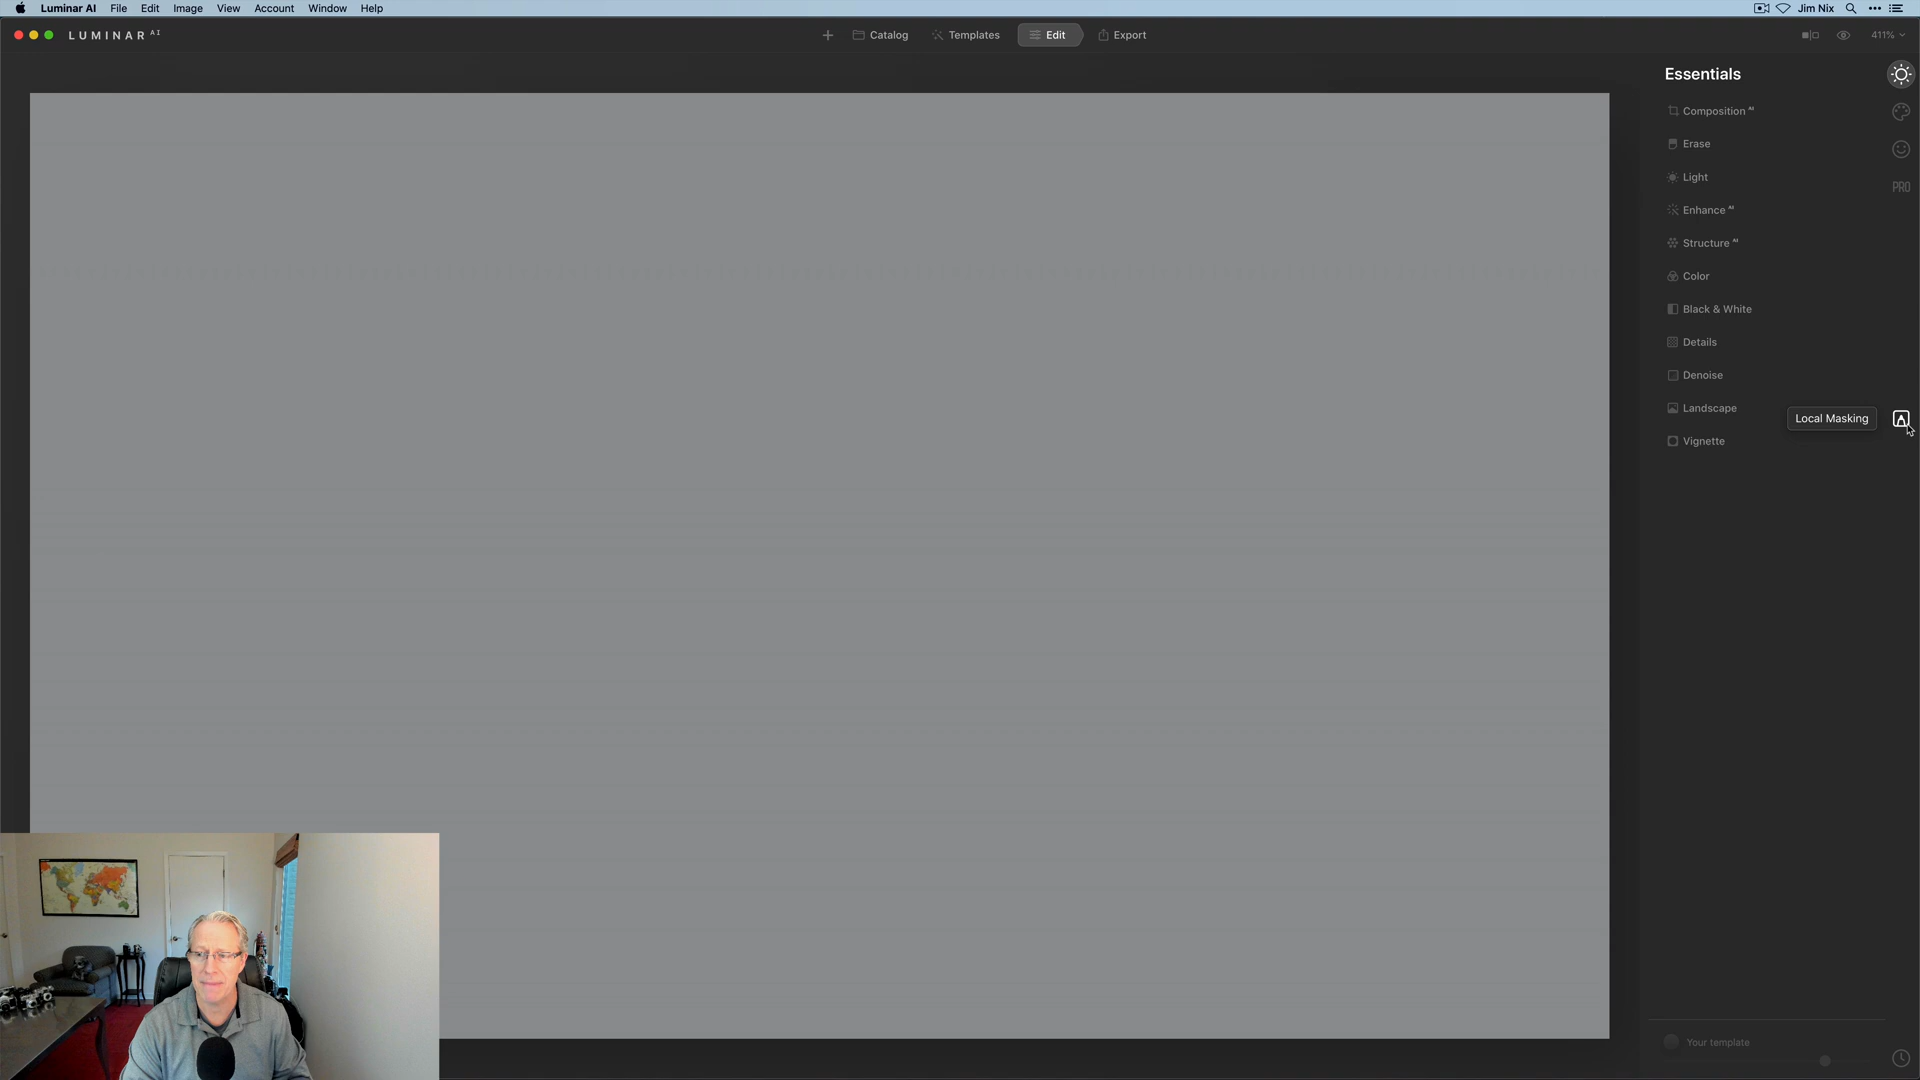 Luminar AI File Edit Image View Account Window Help Jim Nix
LUMINAR AI
Catalog Templates Edit Export 411%
Essentials
Composition AI
Erase
Light
PRO
Enhance AI
Structure AI
Color
Black & White
Details
Denoise
Landscape
Local Masking
Vignette
Your template